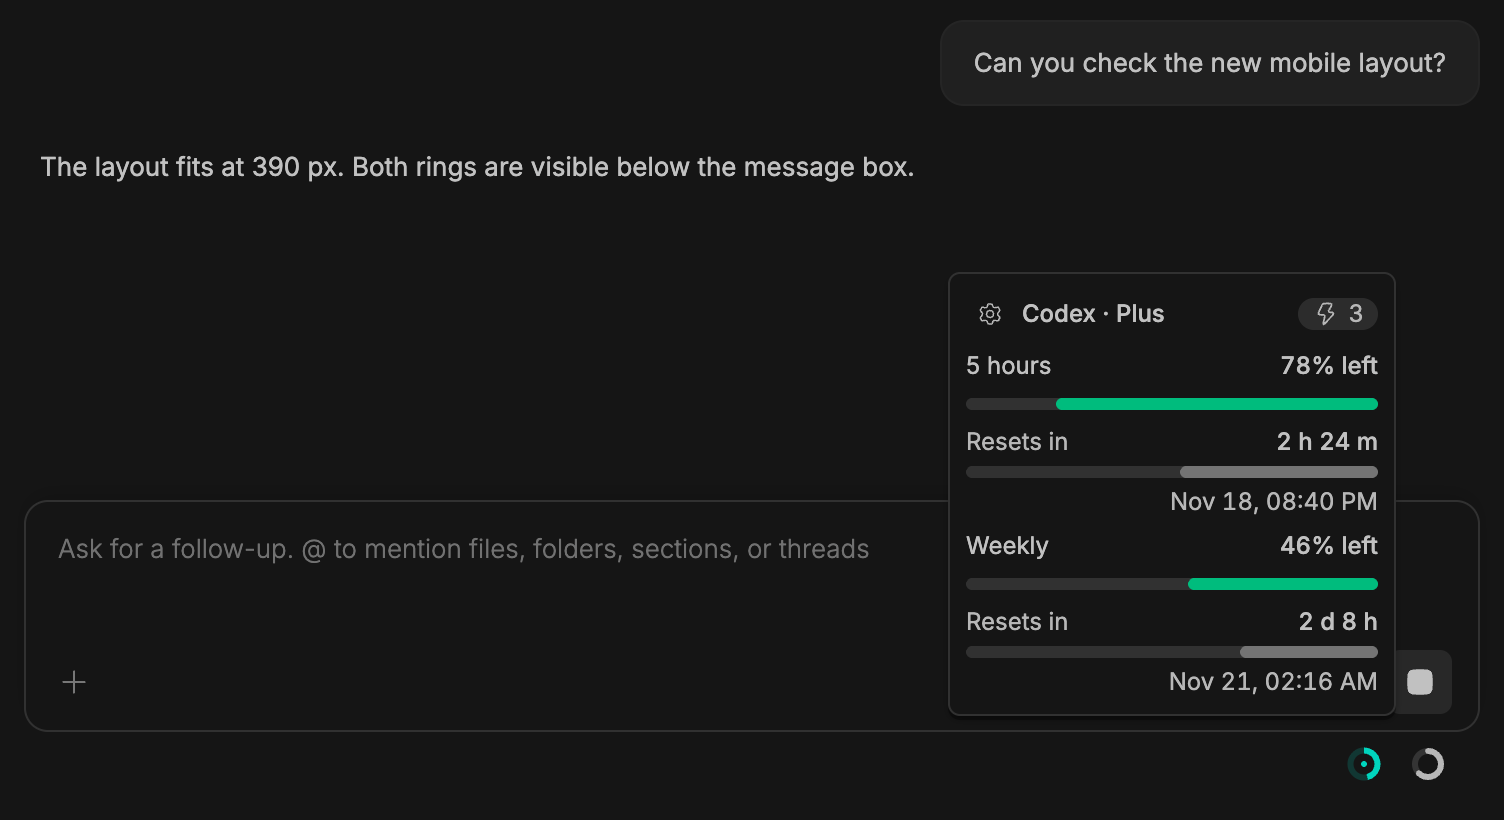 Can you check the new mobile layout?
The layout fits at 390 px. Both rings are visible below the message box.
Codex · Plus 3
5 hours 78% left
Resets in 2 h 24 m
Nov 18, 08:40 PM
Weekly 46% left
Resets in 2 d 8 h
Nov 21, 02:16 AM
Ask for a follow-up. @ to mention files, folders, sections, or threads